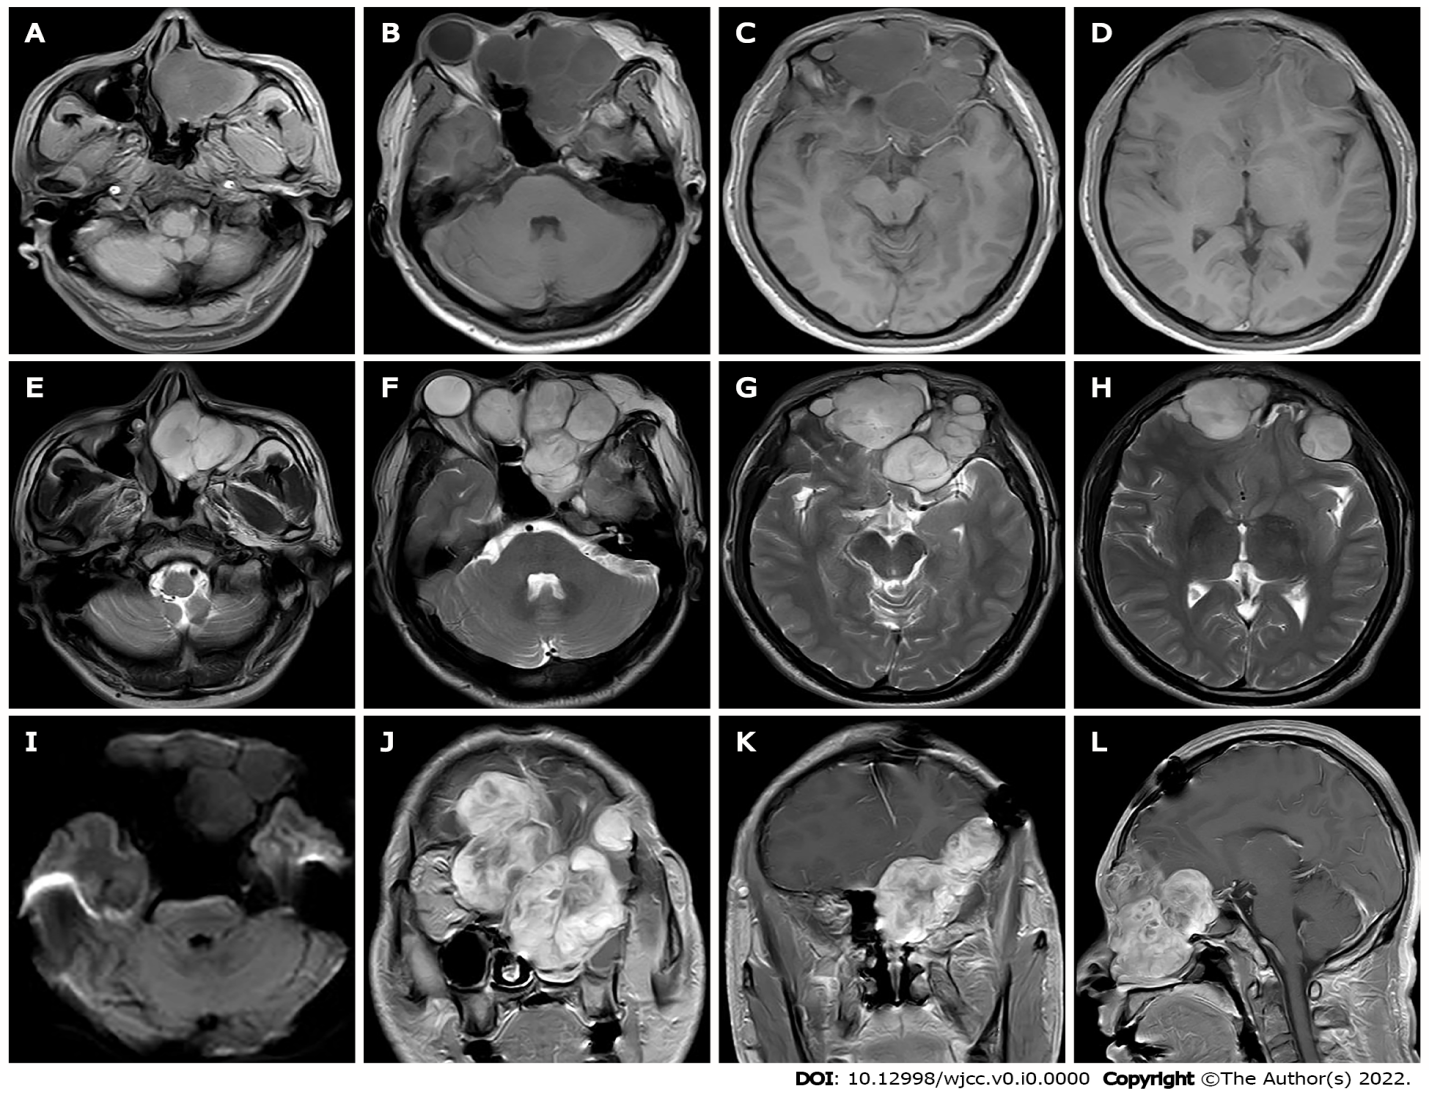 A B C D
E F G H
I J K L
DOI: 10.12998/wjcc.v0.i0.0000 Copyright ©The Author(s) 2022.